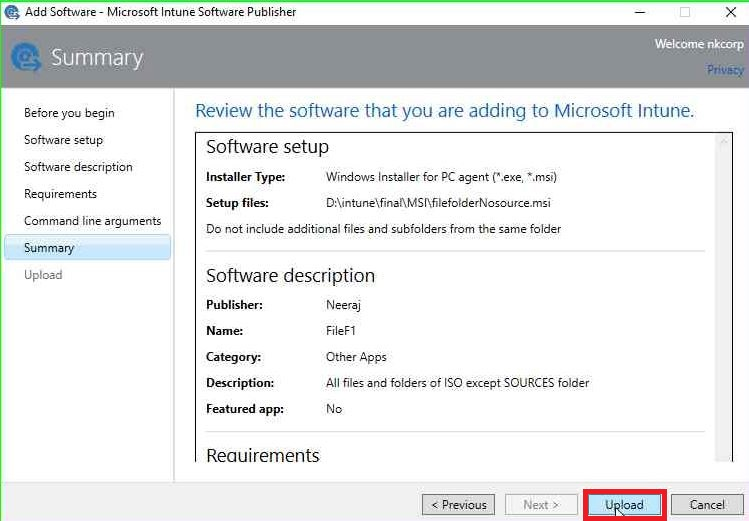 Add Software - Microsoft Intune Software Publisher
Summary
Welcome nkcorp
Privacy
Before you begin
Software setup
Software description
Requirements
Command line arguments
Summary
Upload
Review the software that you are adding to Microsoft Intune.
Software setup
Installer Type: Windows Installer for PC agent (*.exe, *.msi)
Setup files: D:\intune\final\MSI\filefolderNosource.msi
Do not include additional files and subfolders from the same folder
Software description
Publisher: Neeraj
Name: FileF1
Category: Other Apps
Description: All files and folders of ISO except SOURCES folder
Featured app: No
Requirements
< Previous Next > Upload Cancel